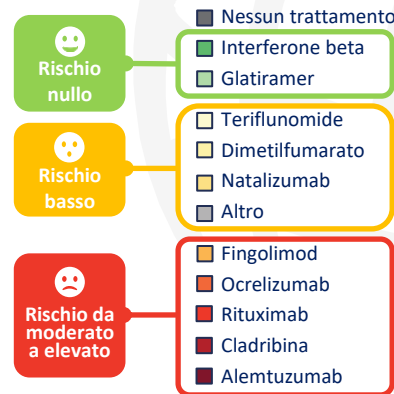 Nessun trattamento
Rischio
nullo
Interferone beta
Glatiramer
Rischio
basso
Teriflunomide
Dimetilfumarato
Natalizumab
Altro
Rischio da
moderato
a elevato
Fingolimod
Ocrelizumab
Rituximab
Cladribina
Alemtuzumab